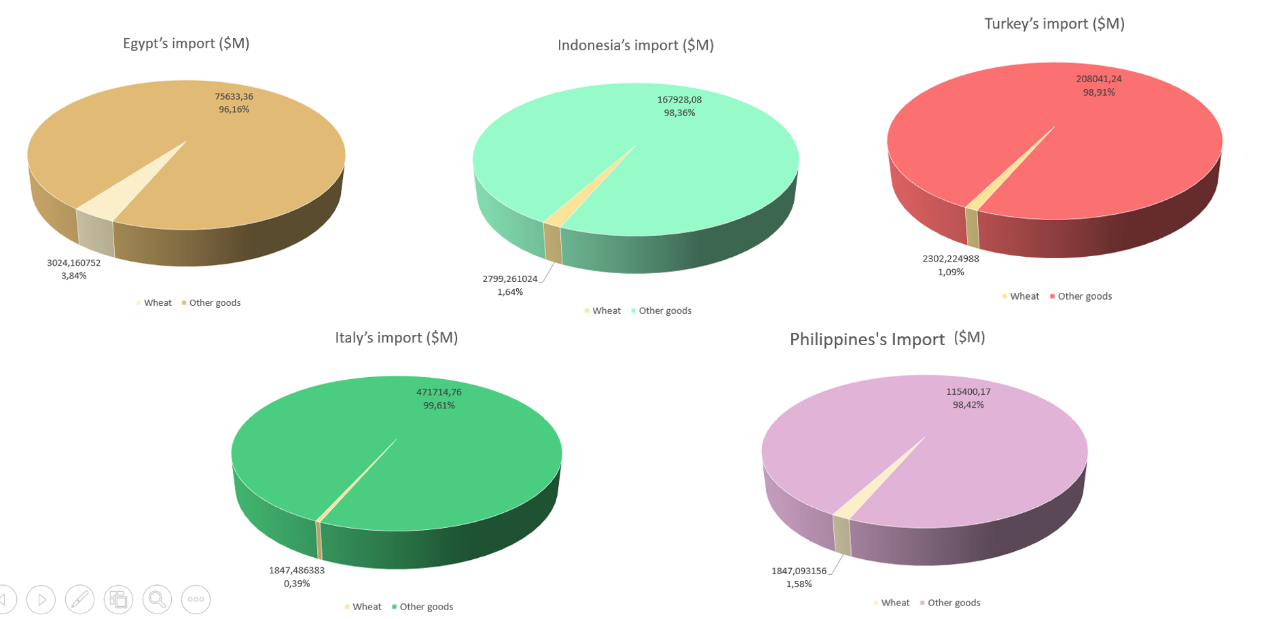 Egypt's import ($M)
75633,36
96,16%
3024,160752
3,84%
Wheat Other goods
Indonesia's import ($M)
167928,08
98,36%
2799,261024
1,64%
Wheat Other goods
Turkey's import ($M)
208041,24
98,91%
2302,224988
1,09%
Wheat Other goods
Italy's import ($M)
471714,76
99,61%
1847,486383
0,39%
Wheat Other goods
Philippines's Import ($M)
115400,17
98,42%
1847,093156
1,58%
Wheat Other goods